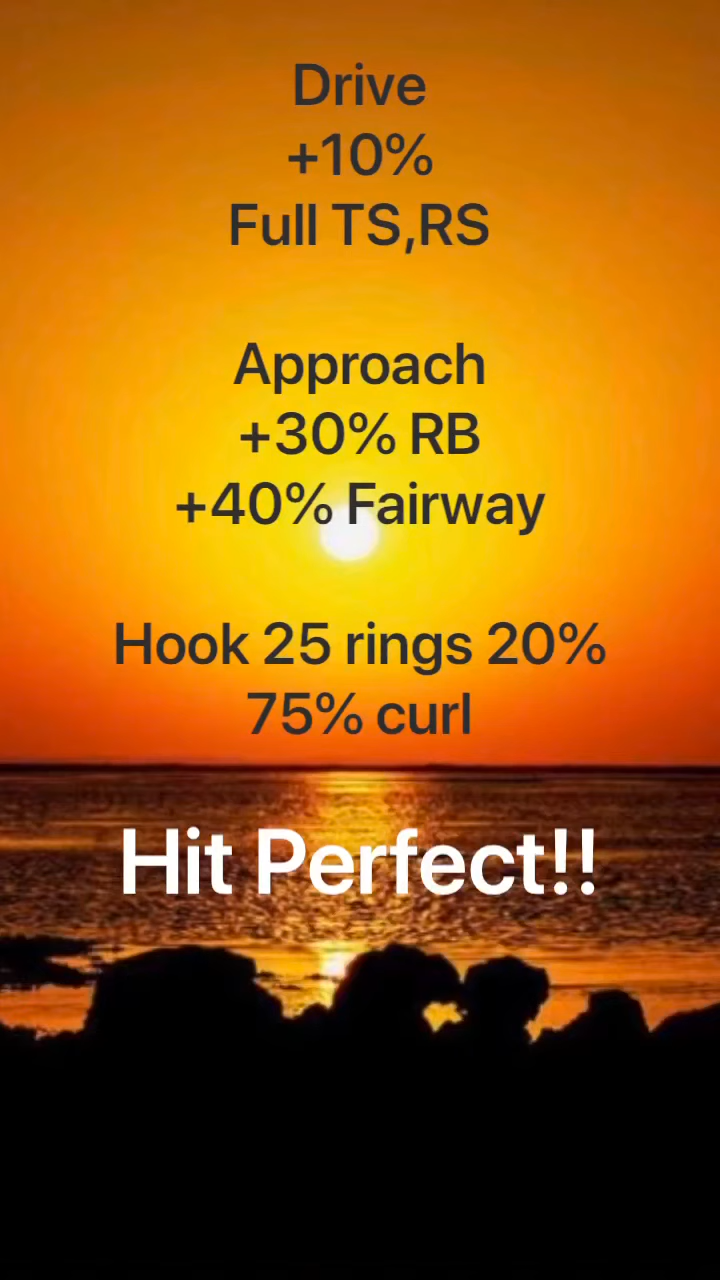 Drive
+10%
Full TS,RS
Approach
+30% RB
+40% Fairway
Hook 25 rings 20%
75% curl
Hit Perfect!!